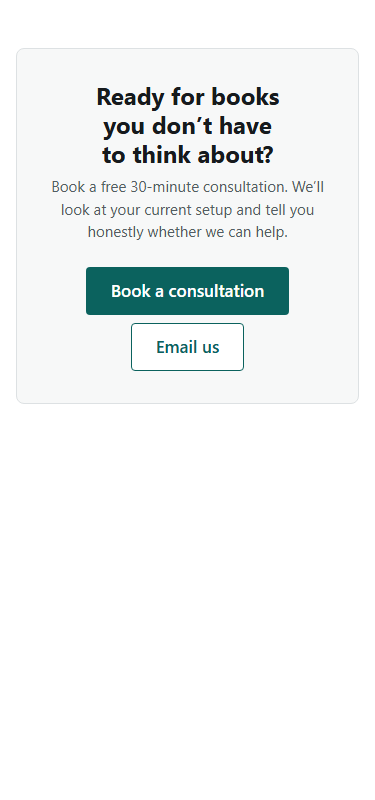 Ready for books
you don’t have
to think about?
Book a free 30-minute consultation. We’ll
look at your current setup and tell you
honestly whether we can help.
Book a consultation
Email us